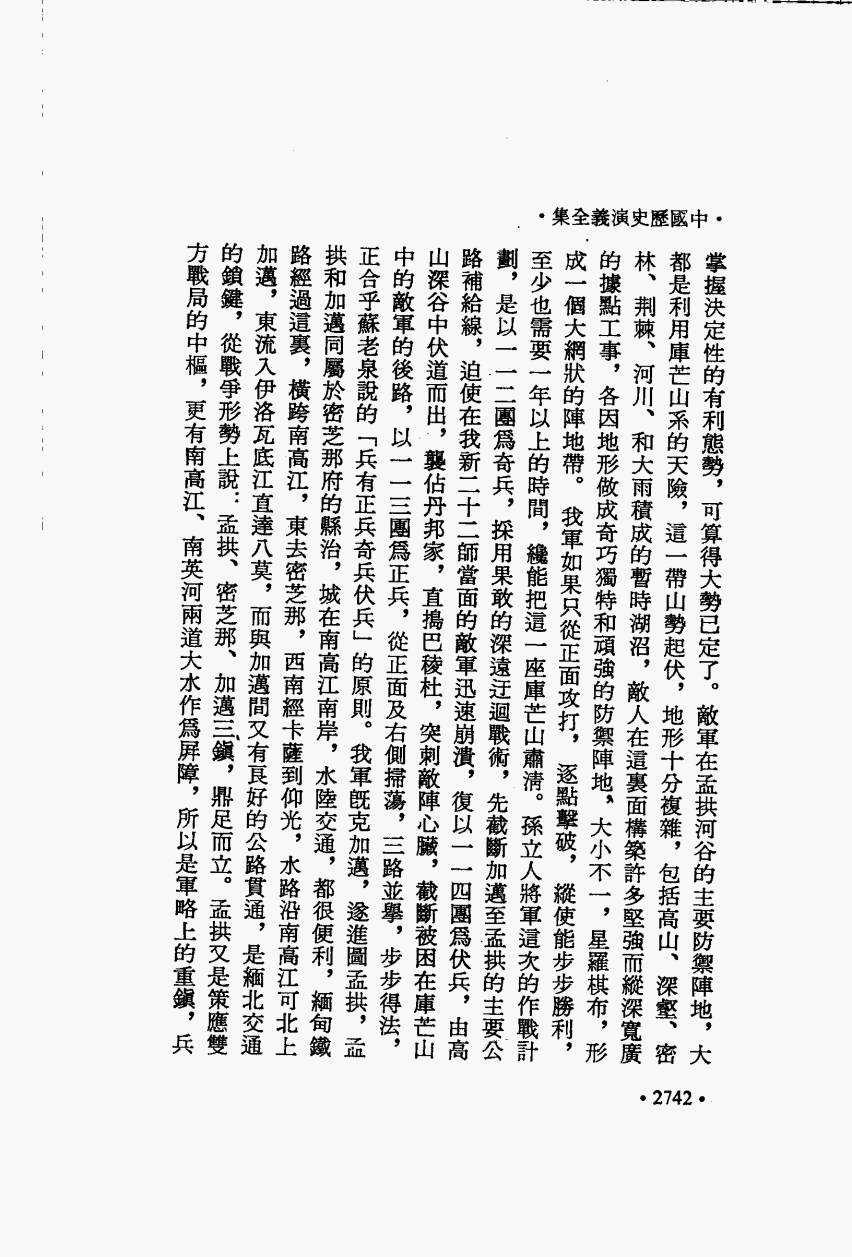 •中國歷史演義全集•
掌握決定性的有利態勢，可算得大勢已定了。敵軍在孟拱河谷的主要防禦陣地，大
都是利用庫芒山系的天險，這一帶山勢起伏，地形十分複雜，包括高山、深壑、密
林、荆棘、河川、和大雨積成的暫時湖沼，敵人在這裏面構築許多堅強而縱深寬廣
的據點工事，各因地形做成奇巧獨特和頑強的防禦陣地，大小不一，星羅棋布，形
成一個大網狀的陣地帶。我軍如果只從正面攻打，逐點擊破，縱使能步步勝利，
至少也需要一年以上的時間，纔能把這一座庫芒山肅淸。孫立人將軍這次的作戰計
劃，是以一一二團爲奇兵，採用果敢的深遠迂迴戰術，先截斷加邁至孟拱的主要公
路補給線，迫使在我新二十二師當面的敵軍迅速崩潰，復以一一四團爲伏兵，由高
山深谷中伏道而出，襲佔丹邦家，直搗巴稜杜，突刺敵陣心臟，截斷被困在庫芒山
中的敵軍的後路，以一一三團爲正兵，從正面及右側掃蕩，三路並擧，步步得法，
正合乎蘇老泉說的「兵有正兵奇兵伏兵」的原則。我軍旣克加邁，遂進圖孟拱，孟
拱和加邁同屬於密芝那府的縣治，城在南高江南岸，水陸交通，都很便利，緬甸鐵
路經過這裏，橫跨南高江，東去密芝那，西南經卡薩到仰光，水路沿南高江可北上
加邁，東流入伊洛瓦底江直達八莫，而與加邁間又有良好的公路貫通，是緬北交通
的鎖鍵，從戰爭形勢上說：孟拱、密芝那、加邁三鎭，鼎足而立。孟拱又是策應雙
方戰局的中樞，更有南高江、南英河兩道大水作爲屛障，所以是軍略上的重鎭，兵
•2742•